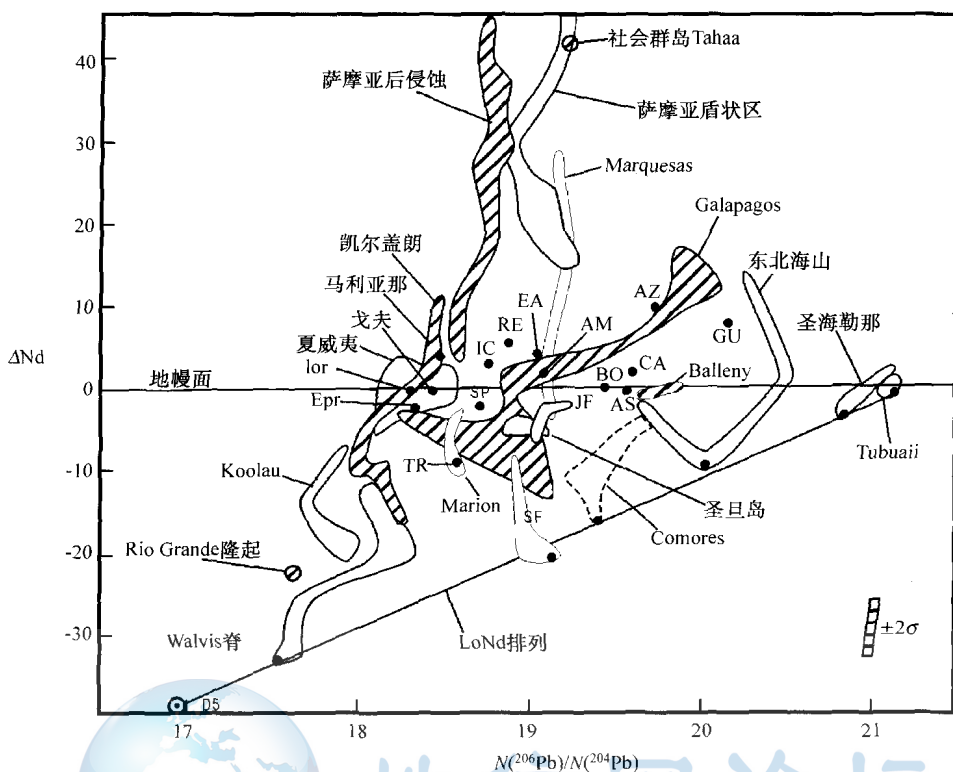 40
30
20
10
0
-10
-20
-30
ΔNd
17
18
19
20
21
N(²⁰⁶Pb)/N(²⁰⁴Pb)
社会群岛Tahaa
萨摩亚后侵蚀
萨摩亚盾状区
Marquesas
Galapagos
凯尔盖朗
东北海山
马利亚那
EA
AZ
戈夫
RE
AM
GU
圣海勒那
夏威夷
IC
CA
Balleny
lor
地幔面
SP
BO
Epr
JF
AS
Tubuaii
Koolau
TR
Marion
圣旦岛
SF
Comores
Rio Grande隆起
Walvis脊
LoNd排列
±2σ
D5